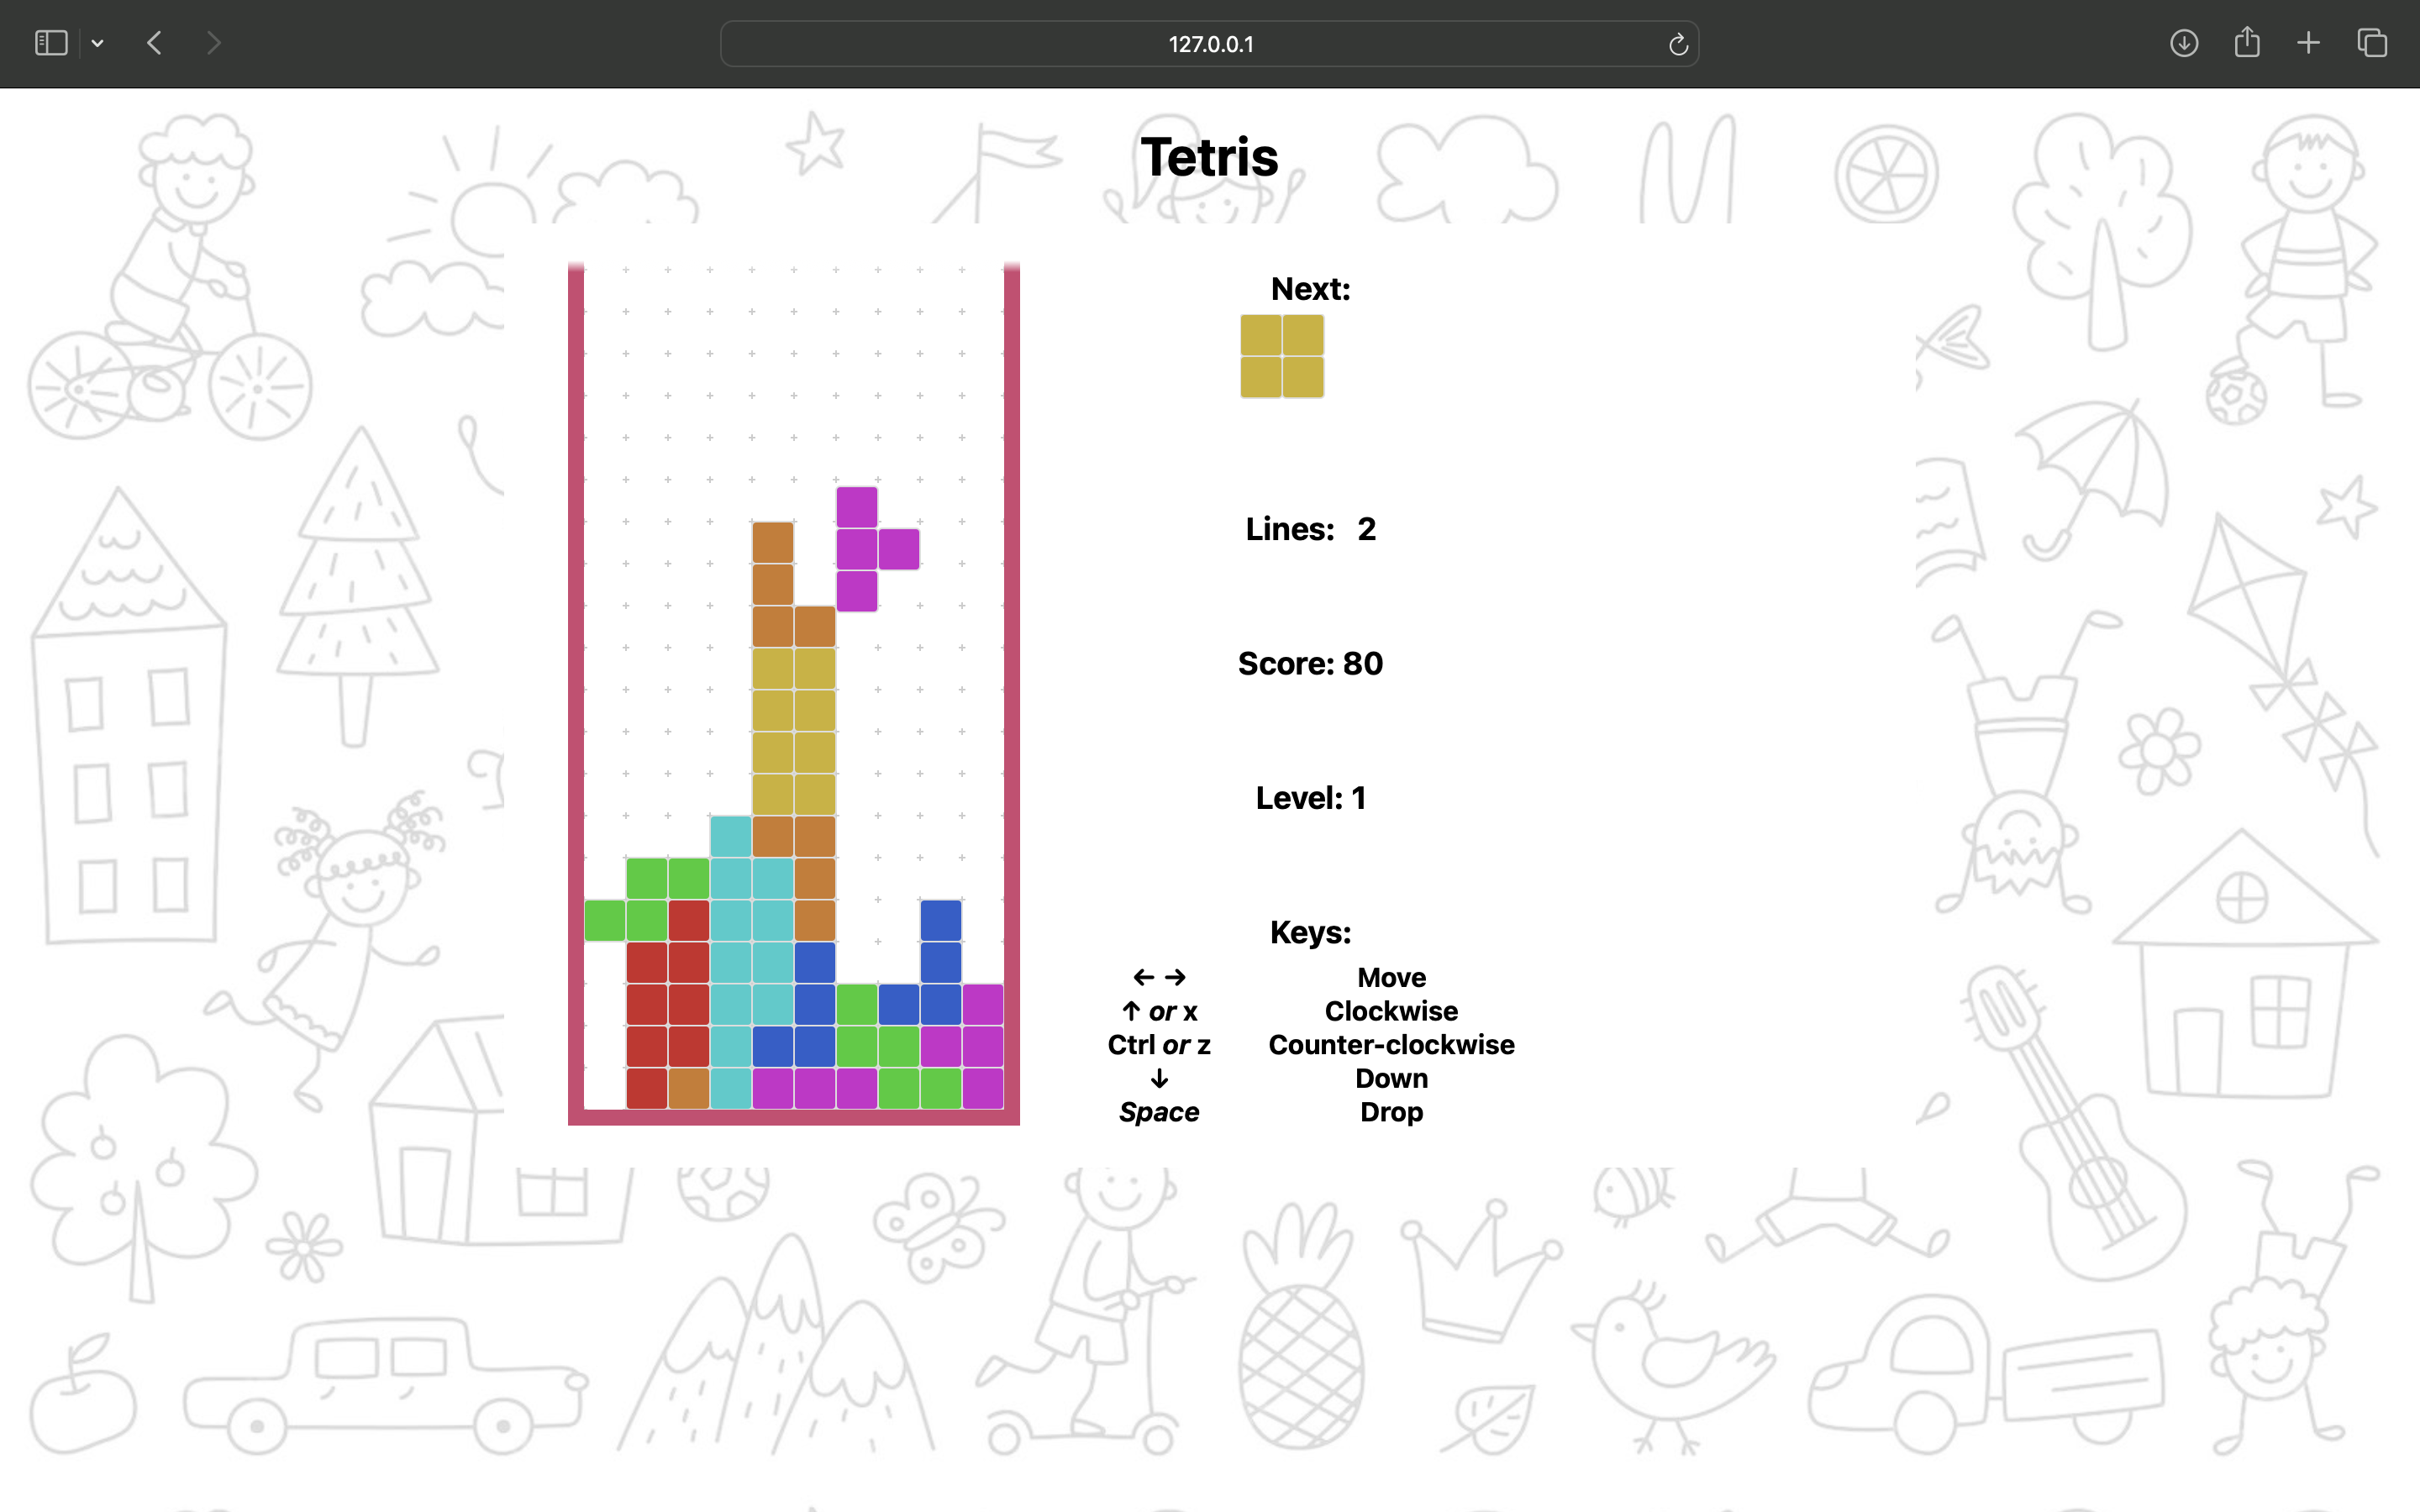 127.0.0.1
Tetris
Next:
Lines: 2
Score: 80
Level: 1
Keys:
← → Move
↑ or x Clockwise
Ctrl or z Counter-clockwise
↓ Down
Space Drop